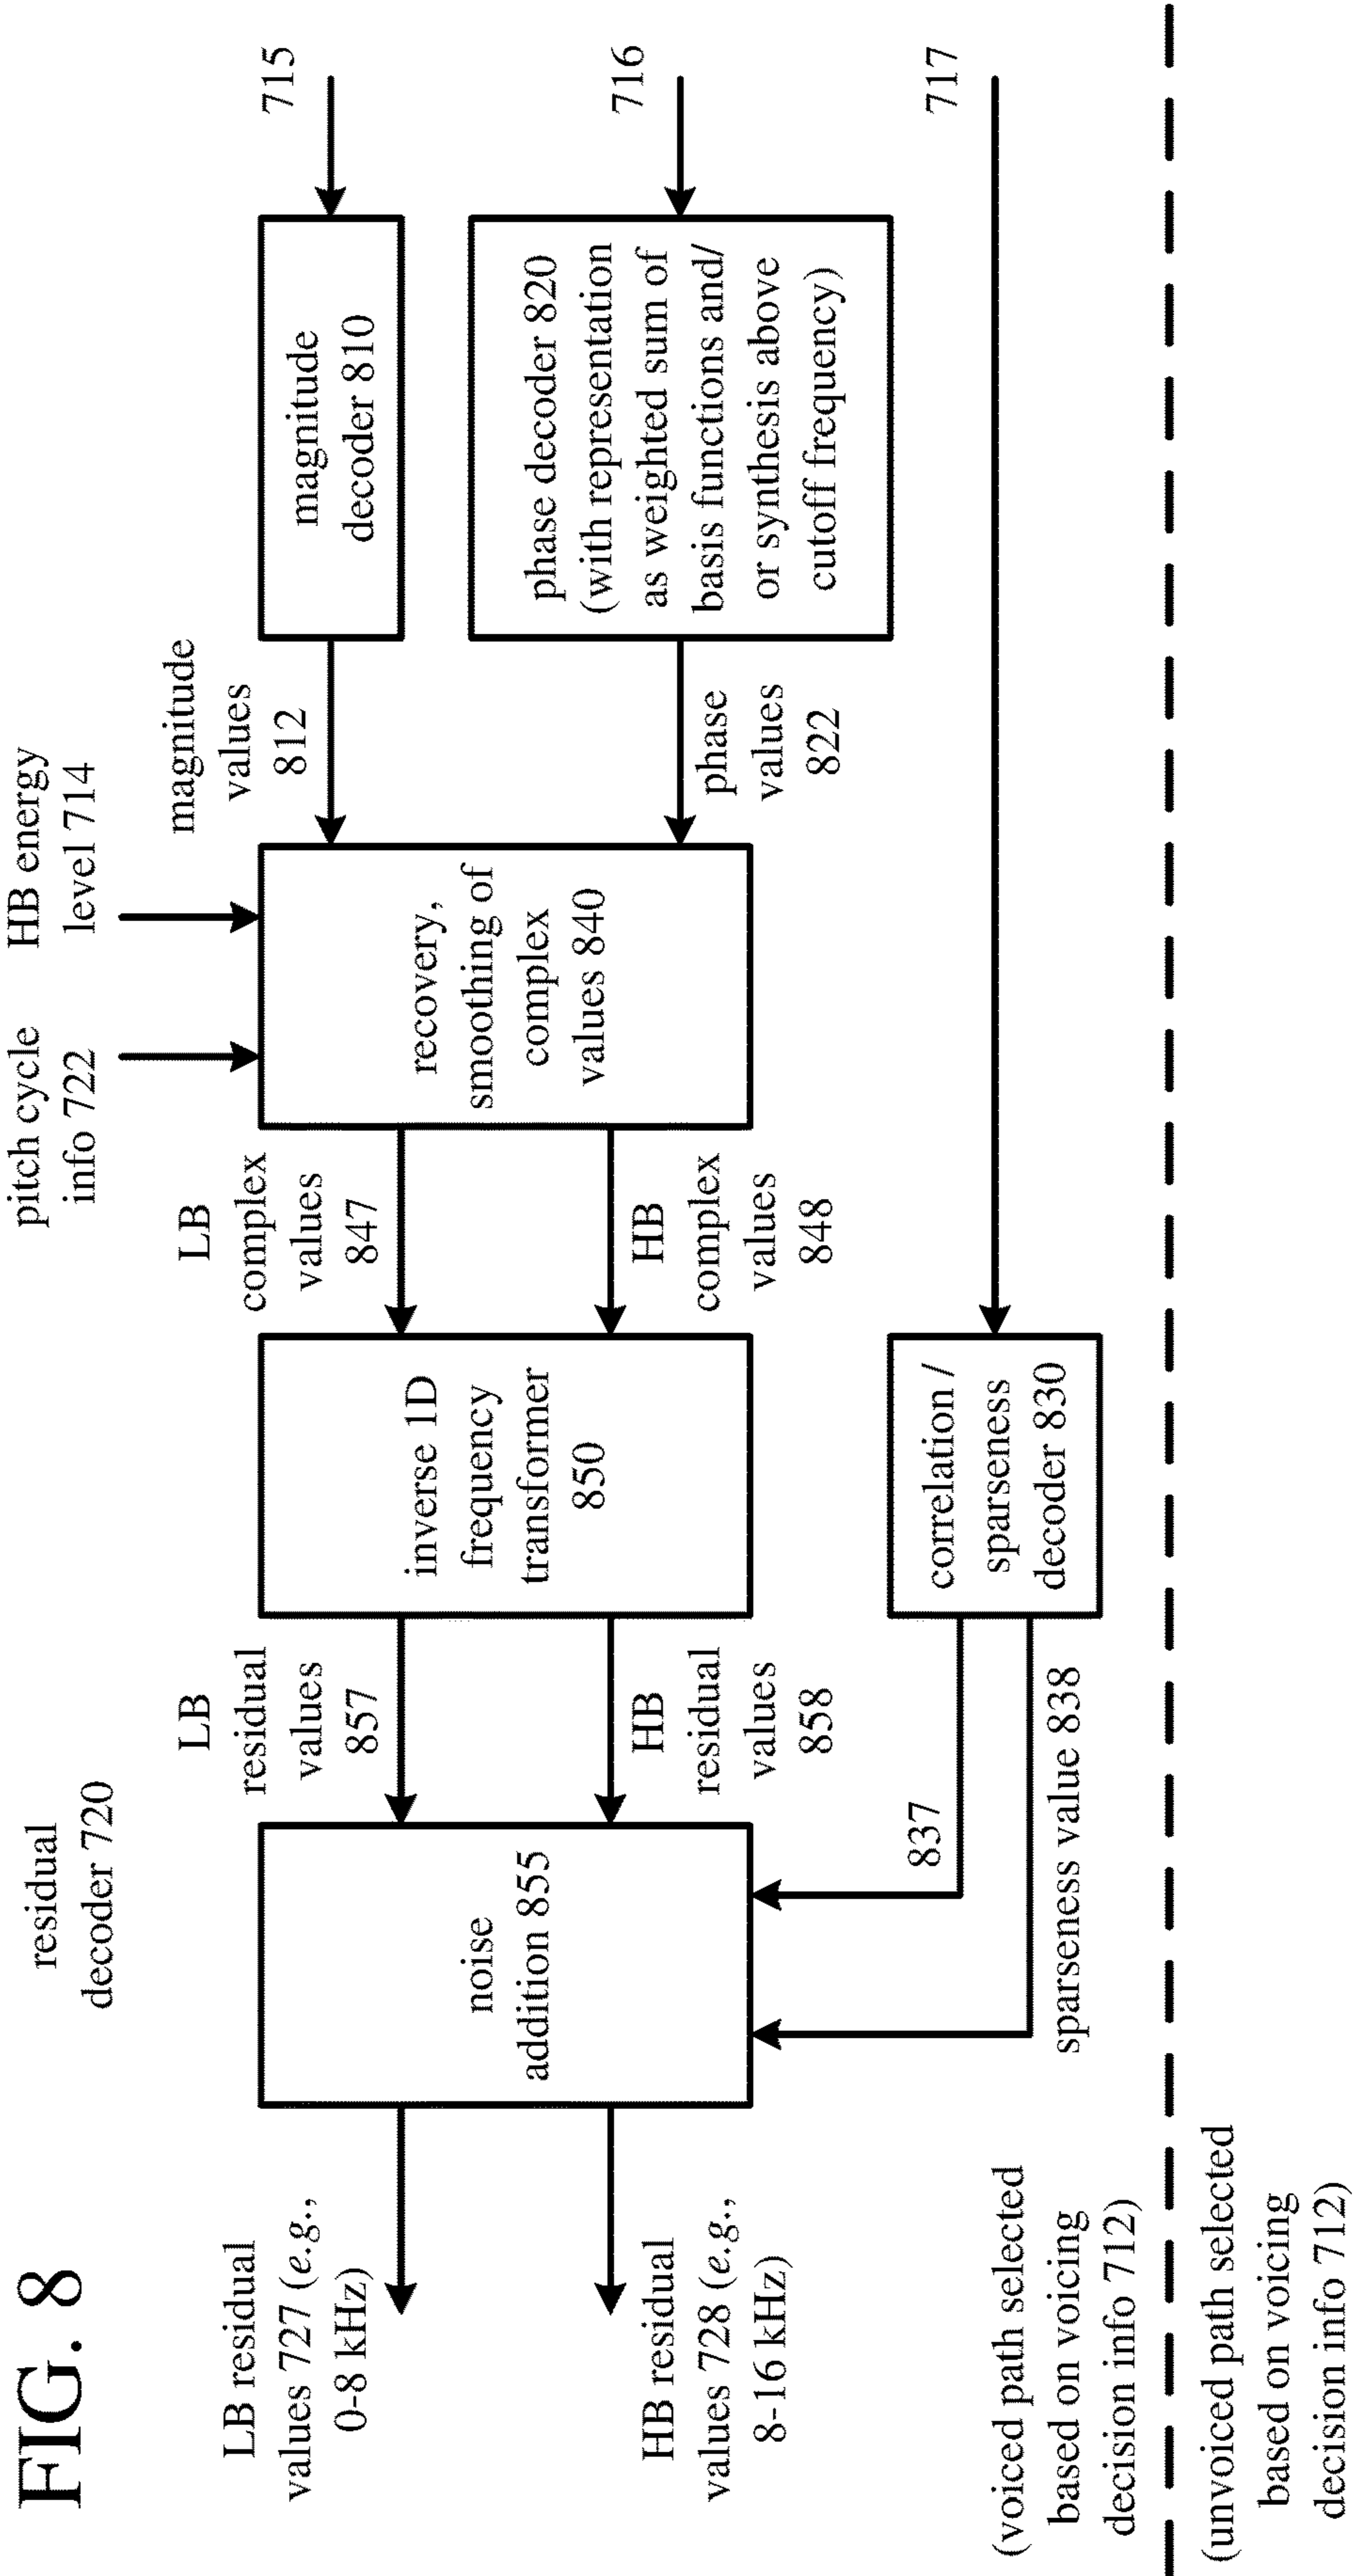 FIG. 8
residual
decoder 720
pitch cycle
info 722
HB energy
level 714
LB residual
values 727 (e.g.,
0-8 kHz)
HB residual
values 728 (e.g.,
8-16 kHz)
noise
addition 855
LB
residual
values
857
HB
residual
values
858
inverse 1D
frequency
transformer
850
LB
complex
values
847
HB
complex
values
848
recovery,
smoothing of
complex
values 840
magnitude
values
812
phase
values
822
magnitude
decoder 810
715
phase decoder 820
(with representation
as weighted sum of
basis functions and/
or synthesis above
cutoff frequency)
716
837
sparseness value 838
correlation /
sparseness
decoder 830
717
(voiced path selected
based on voicing
decision info 712)
(unvoiced path selected
based on voicing
decision info 712)